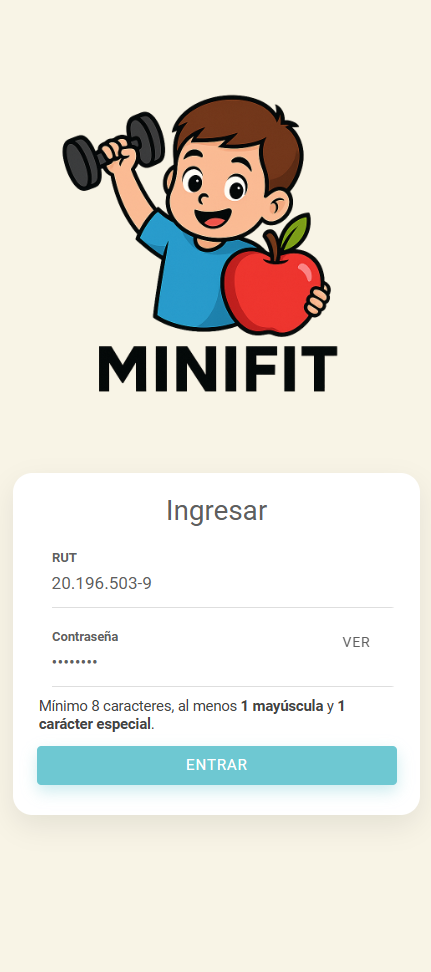 MINIFIT
Ingresar
RUT
20.196.503-9
Contraseña
VER
••••••••
Mínimo 8 caracteres, al menos 1 mayúscula y 1
carácter especial.
ENTRAR